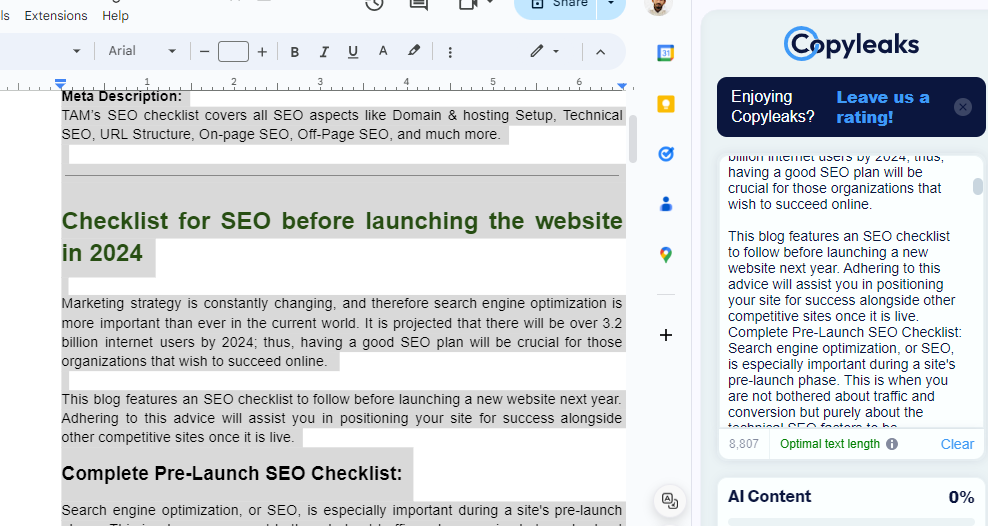 ls Extensions Help
Share
Arial
B I U A
1 2 3 4 5 6
31
Meta Description:
TAM's SEO checklist covers all SEO aspects like Domain & hosting Setup, Technical
SEO, URL Structure, On-page SEO, Off-Page SEO, and much more.
Checklist for SEO before launching the website
in 2024
Marketing strategy is constantly changing, and therefore search engine optimization is
more important than ever in the current world. It is projected that there will be over 3.2
billion internet users by 2024; thus, having a good SEO plan will be crucial for those
organizations that wish to succeed online.
This blog features an SEO checklist to follow before launching a new website next year.
Adhering to this advice will assist you in positioning your site for success alongside
other competitive sites once it is live.
Complete Pre-Launch SEO Checklist:
Search engine optimization, or SEO, is especially important during a site's pre-launch
Copyleaks
Enjoying
Copyleaks?
Leave us a
rating!
billion internet users by 2024; thus,
having a good SEO plan will be
crucial for those organizations that
wish to succeed online.
This blog features an SEO checklist
to follow before launching a new
website next year. Adhering to this
advice will assist you in positioning
your site for success alongside other
competitive sites once it is live.
Complete Pre-Launch SEO Checklist:
Search engine optimization, or SEO,
is especially important during a site's
pre-launch phase. This is when you
are not bothered about traffic and
conversion but purely about the
technical SEO factors to be
8,807 Optimal text length Clear
AI Content 0%